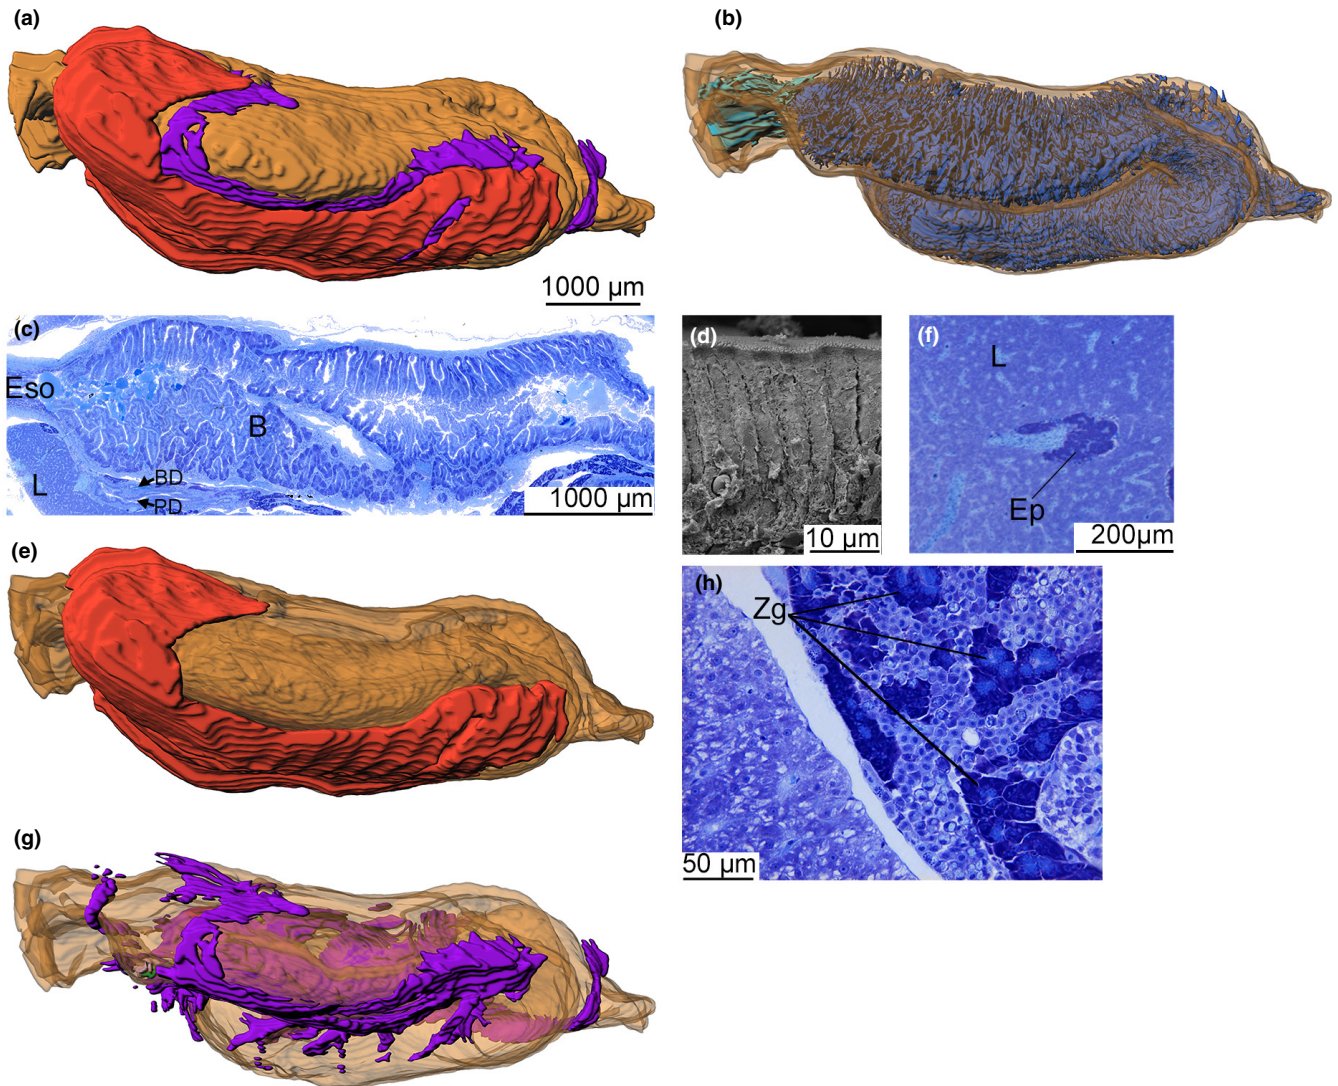 (a)
(b)
1000 µm
(c)
Eso
B
L
BD
PD
1000 µm
(d)
10 µm
(f)
L
Ep
200µm
(e)
(h)
Zg
50 µm
(g)